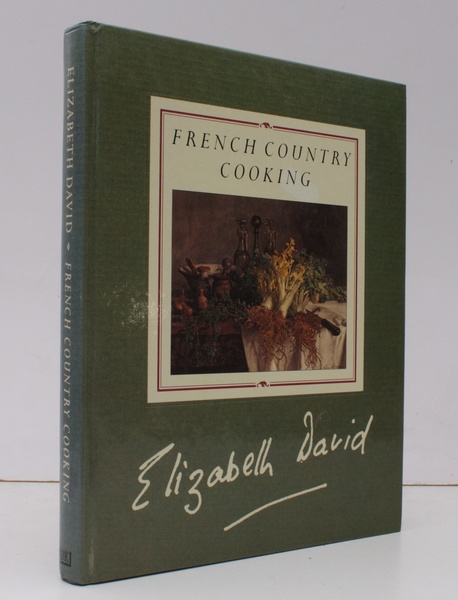 FRENCH COUNTRY
COOKING
Elizabeth David
ELIZABETH DAVID FRENCH COUNTRY COOKING